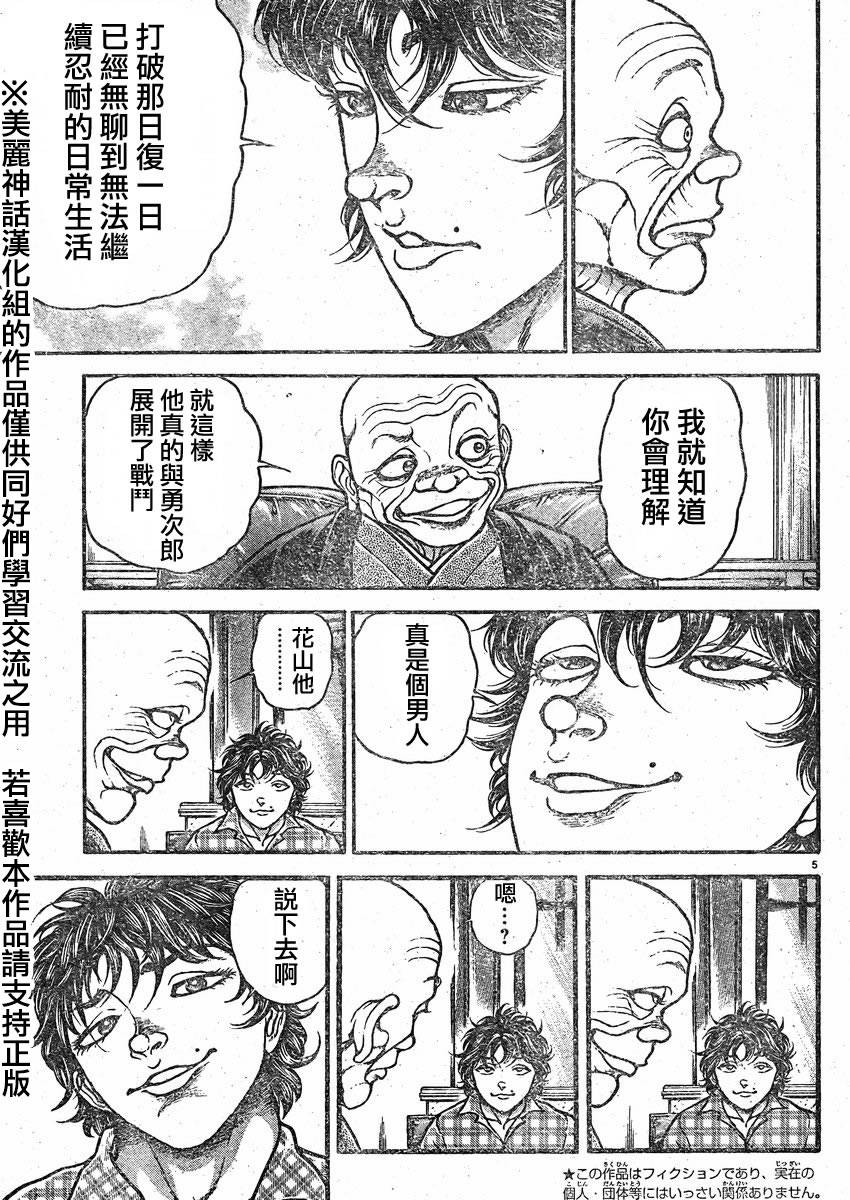 打破那日復一日
已經無聊到無法繼
續忍耐的日常生活
我就知道
你會理解
就這樣
他真的與勇次郎
展開了戰鬥
真是個男人
花山他
…………
5
嗯…?
説下去啊
★この作品はフィクションであり、実在の
個人・団体等にはいっさい関係ありません。
※美麗神話漢化組的作品僅供同好們學習交流之用 若喜歡本作品請支持正版